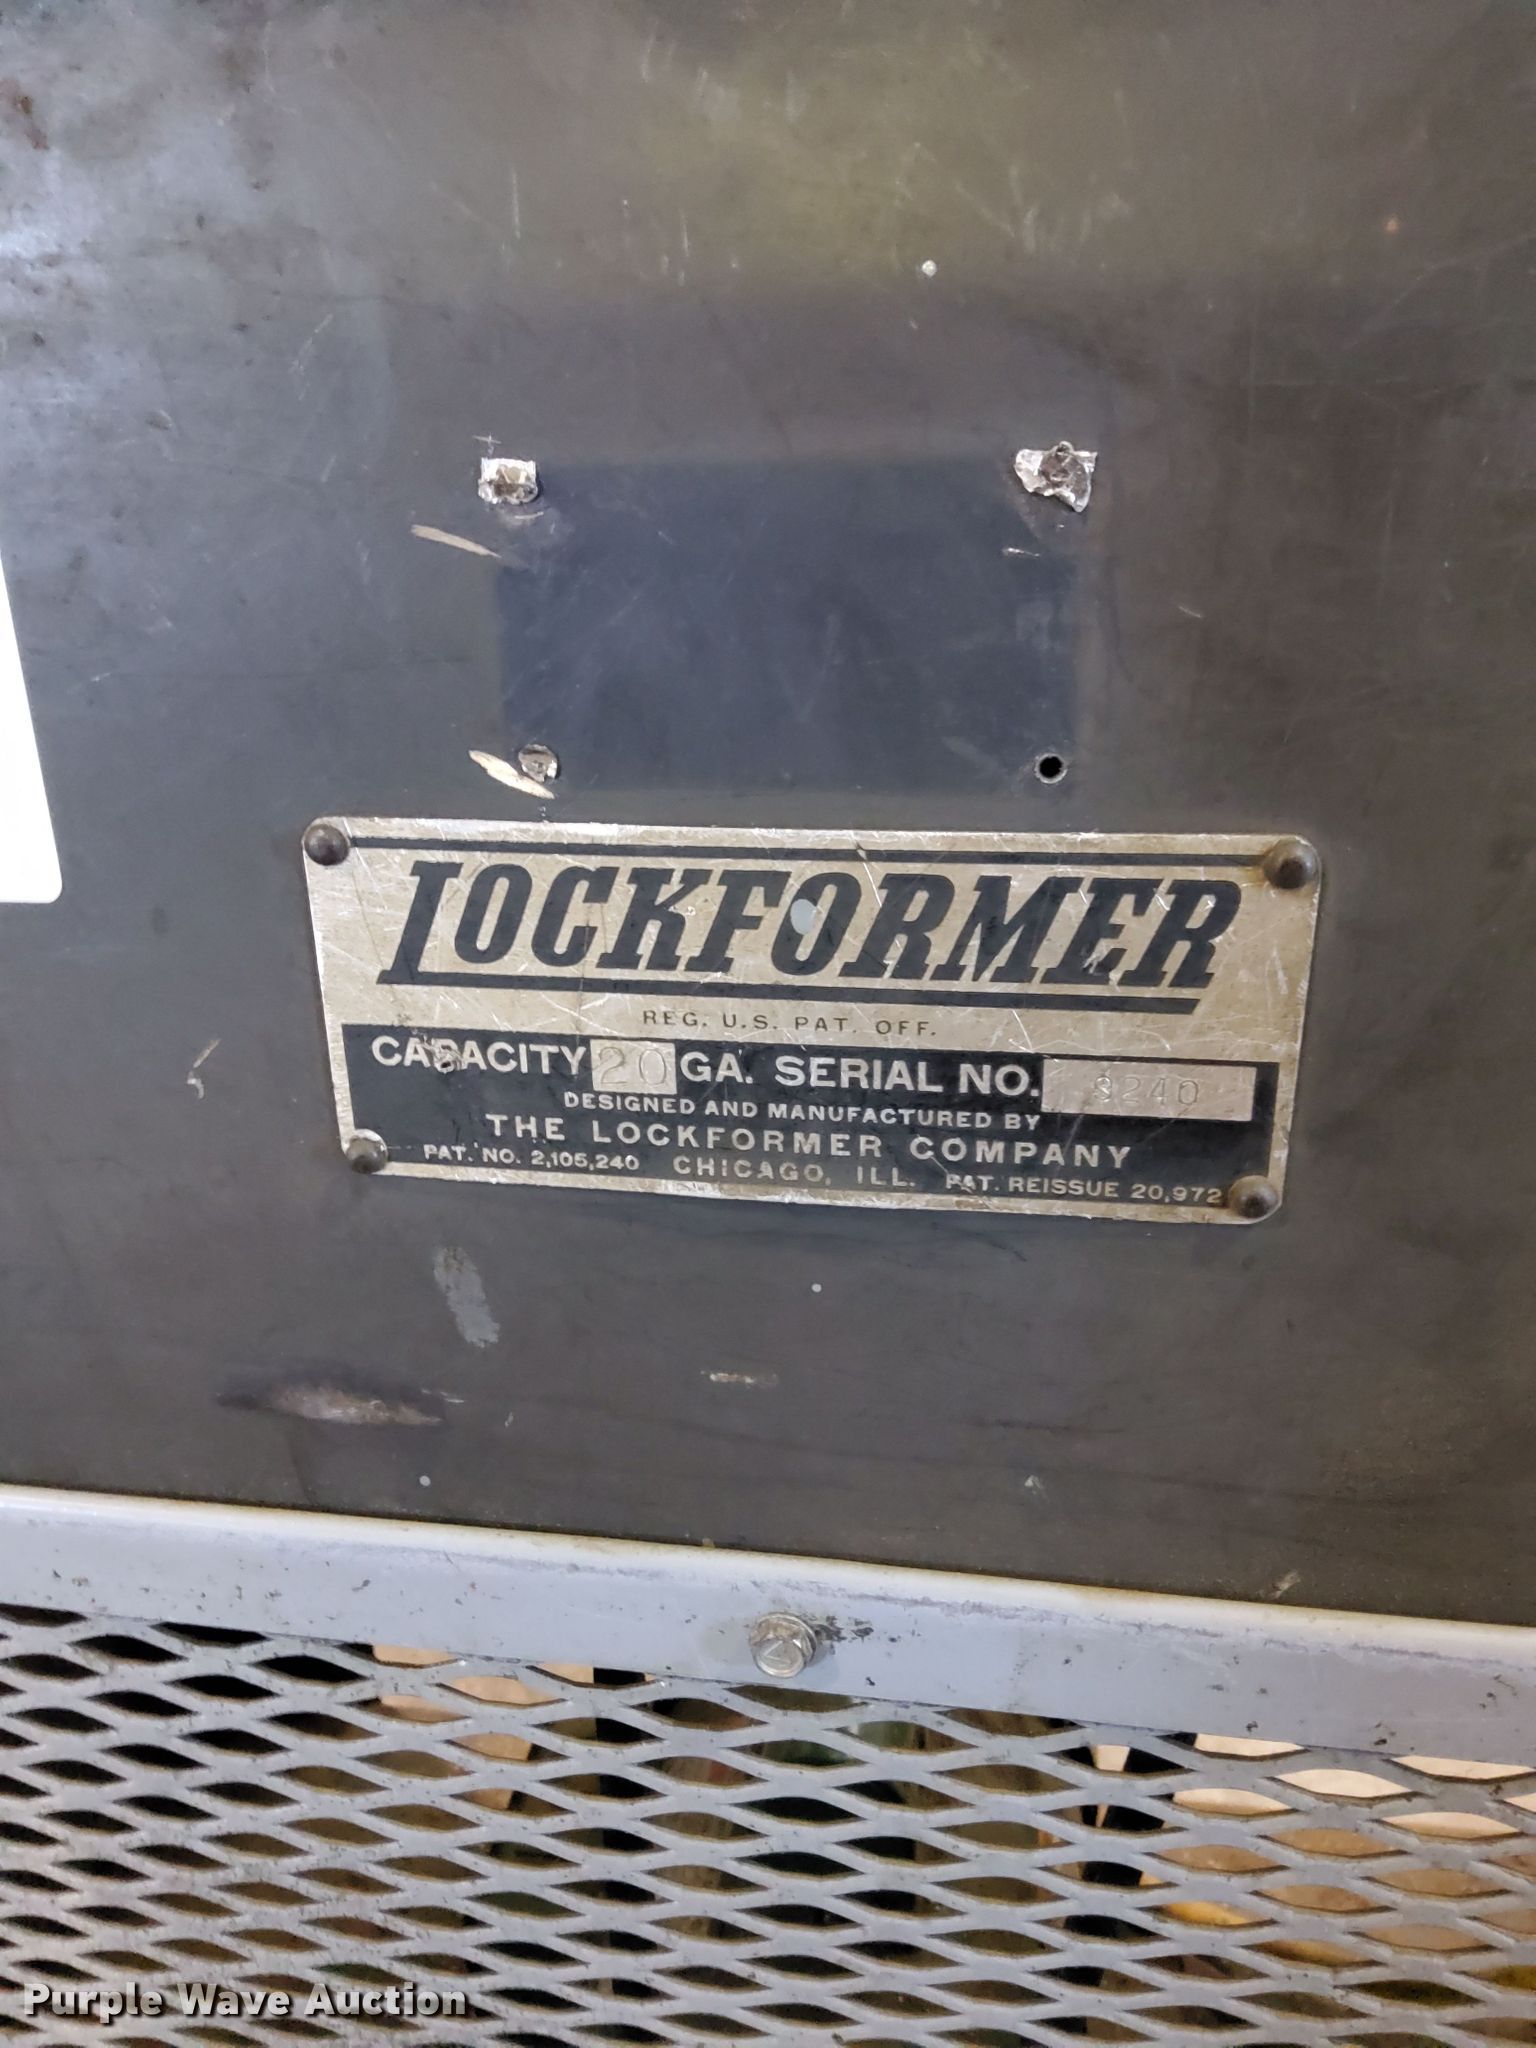 LOCKFORMER
REG. U.S. PAT. OFF.
CAPACITY 20 GA. SERIAL NO. 9240
DESIGNED AND MANUFACTURED BY
THE LOCKFORMER COMPANY
PAT. NO. 2,105,240 CHICAGO, ILL. PAT. REISSUE 20,972
Purple Wave Auction